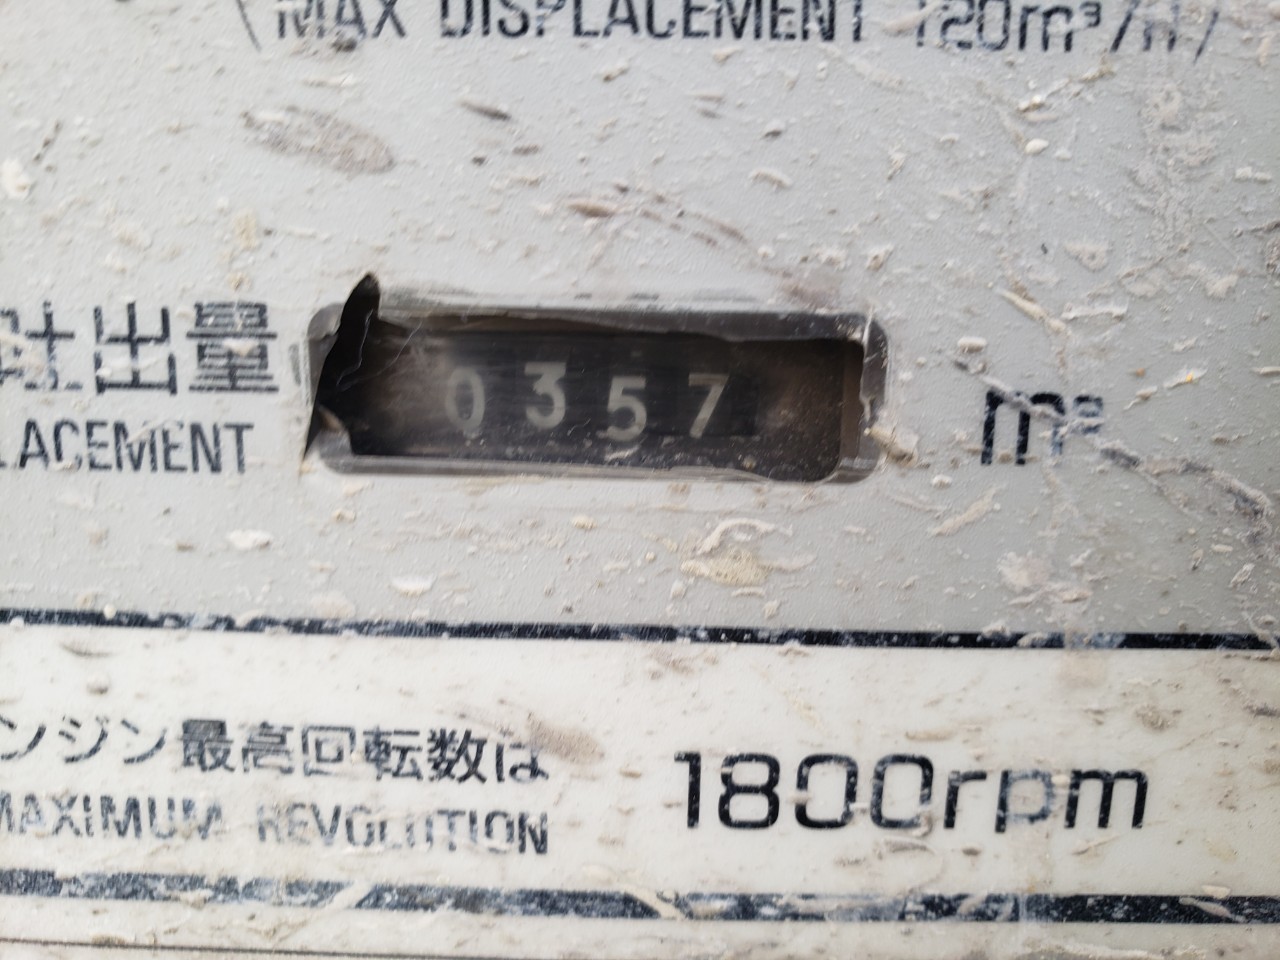 (MAX DISPLACEMENT 120m³/h)
吐出量
LACEMENT
0357
m³
ンジン最高回転数は
MAXIMUM REVOLUTION
1800rpm